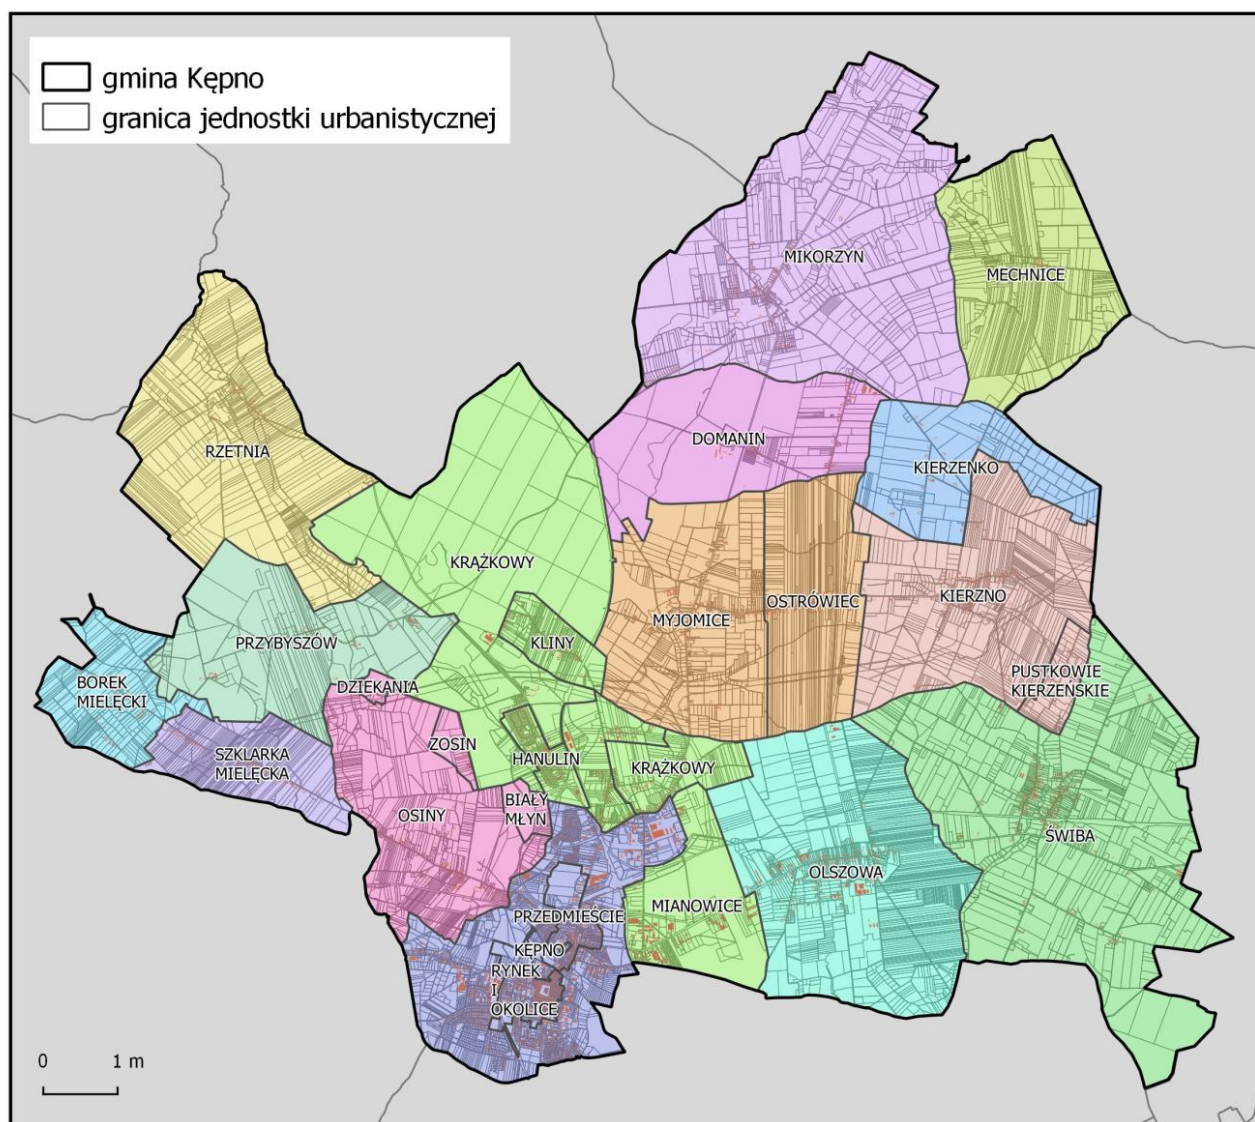 gmina Kępno
granica jednostki urbanistycznej
MIKORZYN
MECHNICE
RZETNIA
DOMANIN
KIERZENKO
KRĄŻKOWY
KIERZNO
OSTRÓWIEC
MYJOMICE
KLINY
PRZYBYSZÓW
PUSTKOWIE
KIERZEŃSKIE
BOREK
MIELĘCKI
DZIEKANIA
ZOSIN
SZKLARKA
MIELĘCKA
HANULIN
KRĄŻKOWY
BIAŁY
MŁYN
OSINY
ŚWIBA
OLSZOWA
MIANOWICE
PRZEDMIEŚCIE
KĘPNO
RYNEK
I
OKOLICE
0 1 m